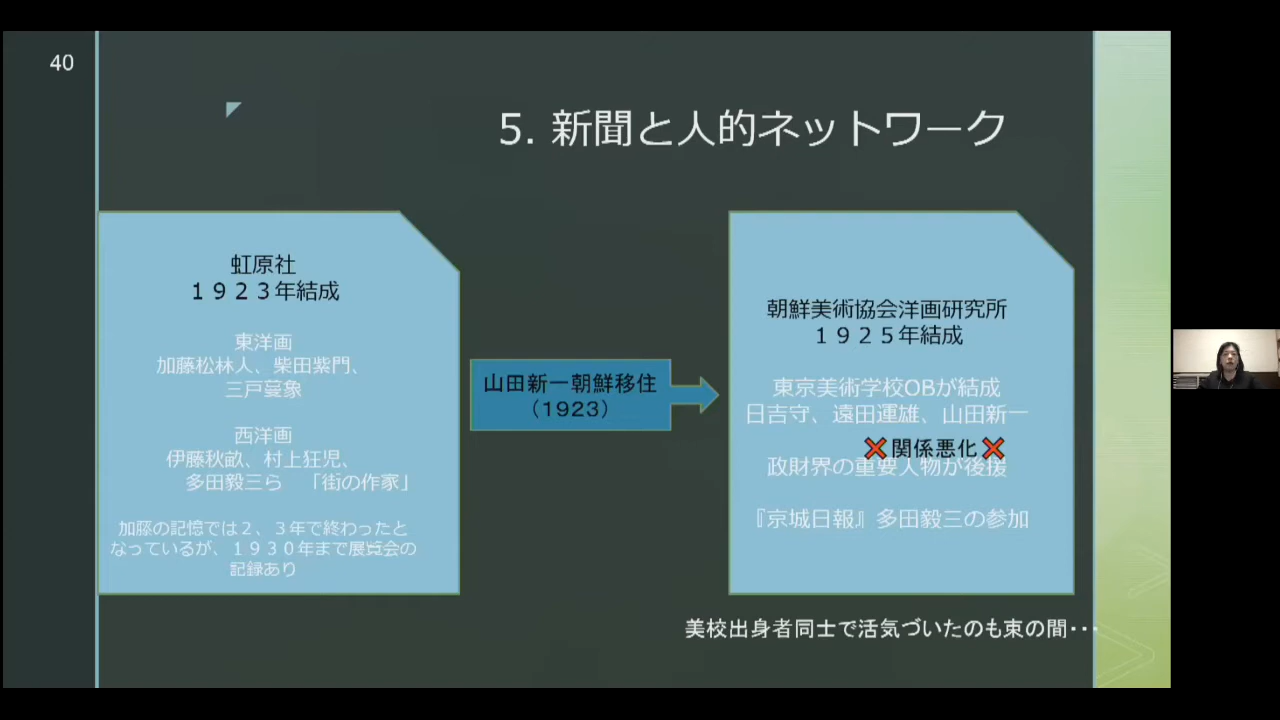 40
5. 新聞と人的ネットワーク
虹原社
１９２３年結成
東洋画
加藤松林人、柴田紫門、
三戸蔓象
西洋画
伊藤秋畝、村上狂児、
多田毅三ら　「街の作家」
加藤の記憶では２、３年で終わったと
なっているが、１９３０年まで展覧会の
記録あり
山田新一朝鮮移住
（1923）
朝鮮美術協会洋画研究所
１９２５年結成
東京美術学校OBが結成
日吉守、遠田運雄、山田新一
関係悪化
政財界の重要人物が後援
『京城日報』多田毅三の参加
美校出身者同士で活気づいたのも束の間・・・